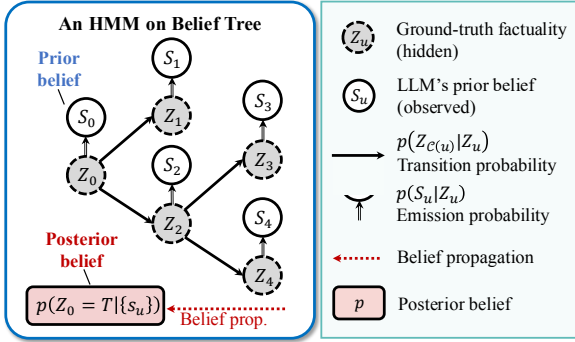 An HMM on Belief Tree
Prior
belief
S₀
S₁
S₂
S₃
S₄
Z₀
Z₁
Z₂
Z₃
Z₄
Posterior
belief
p(Z₀ = T|{sᵤ})
Belief prop.
Zᵤ
Ground-truth factuality
(hidden)
Sᵤ
LLM's prior belief
(observed)
p(Z_𝒞(u)|Zᵤ)
Transition probability
p(Sᵤ|Zᵤ)
Emission probability
Belief propagation
p
Posterior belief